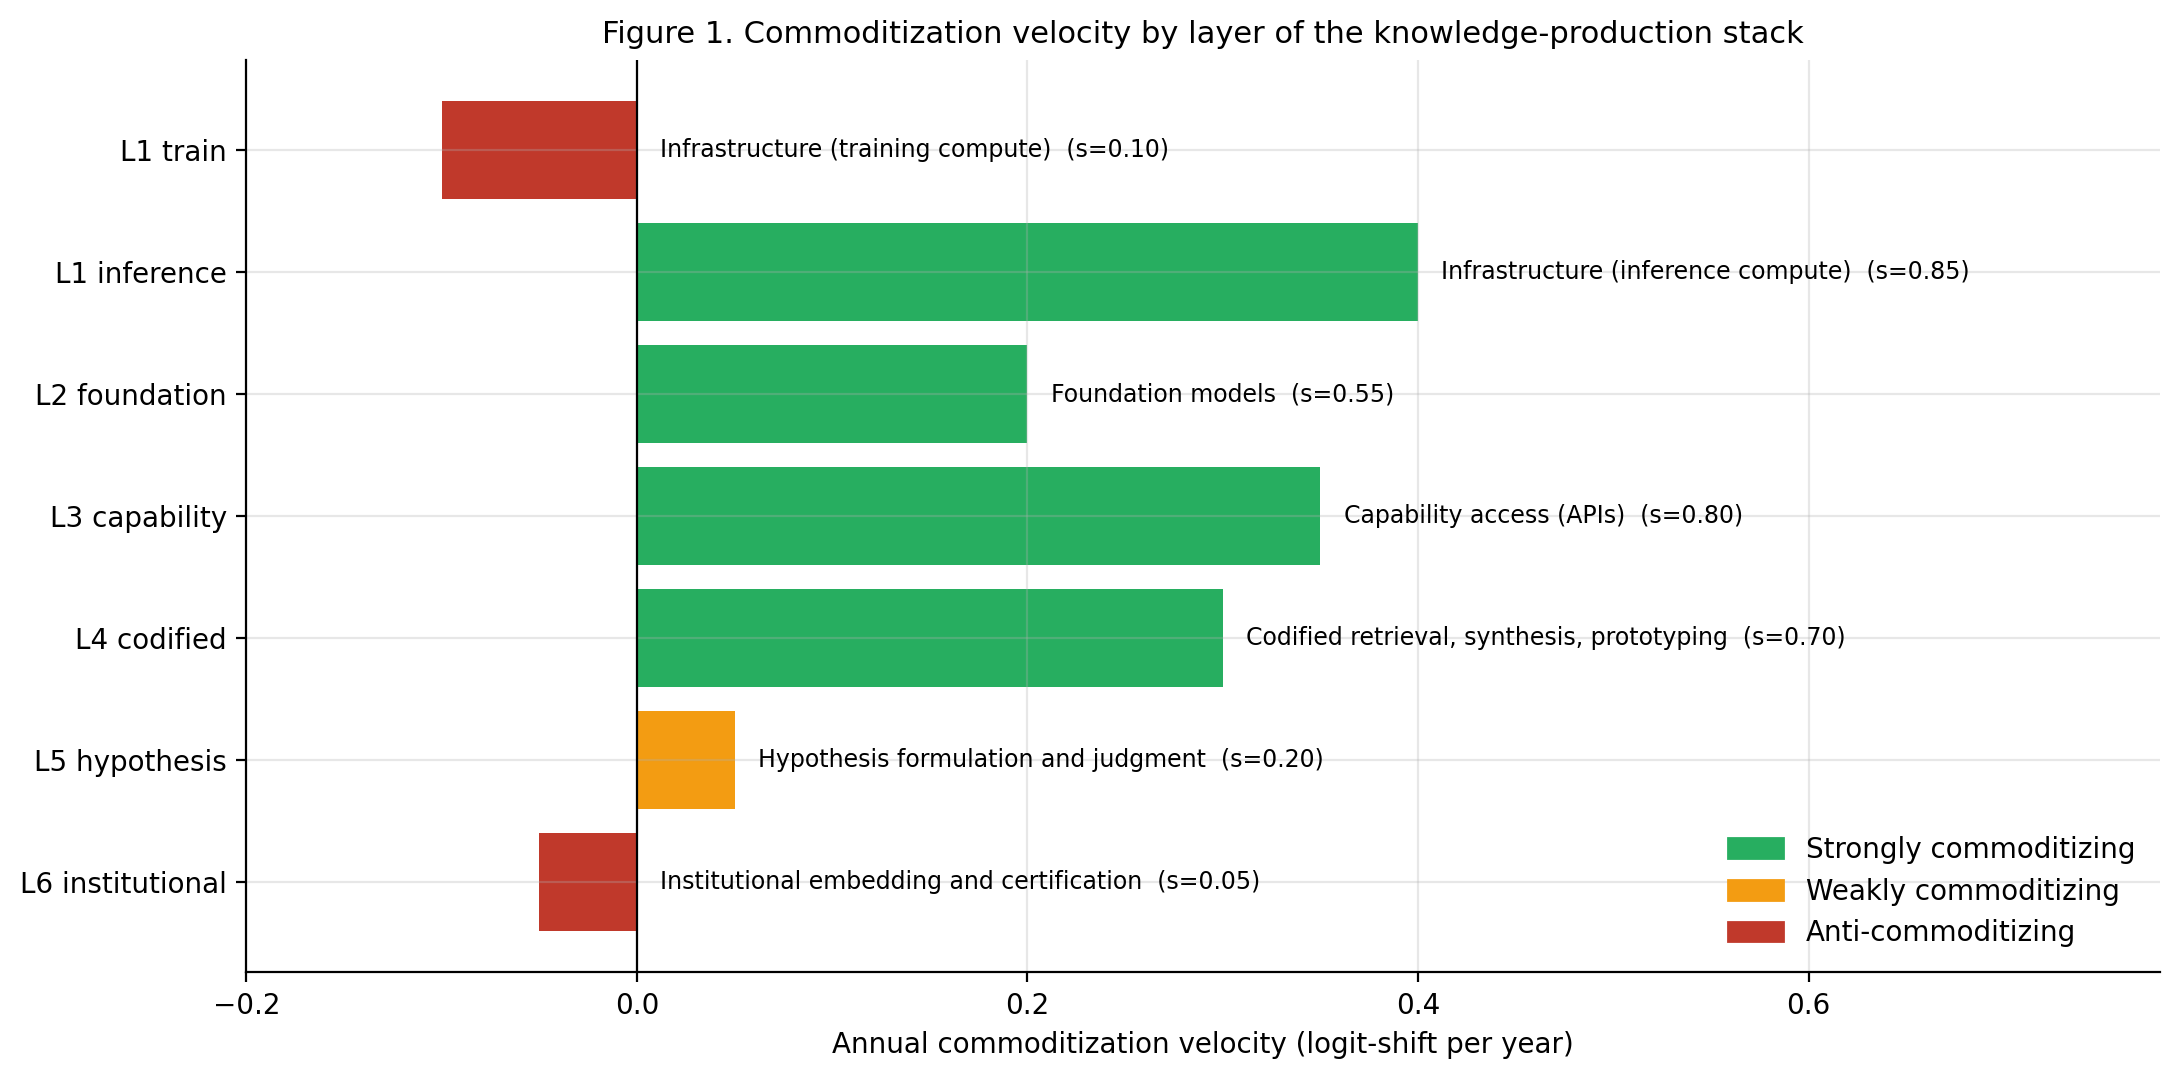 Figure 1. Commoditization velocity by layer of the knowledge-production stack
L1 train
Infrastructure (training compute)  (s=0.10)
L1 inference
Infrastructure (inference compute)  (s=0.85)
L2 foundation
Foundation models  (s=0.55)
L3 capability
Capability access (APIs)  (s=0.80)
L4 codified
Codified retrieval, synthesis, prototyping  (s=0.70)
L5 hypothesis
Hypothesis formulation and judgment  (s=0.20)
L6 institutional
Institutional embedding and certification  (s=0.05)
Strongly commoditizing
Weakly commoditizing
Anti-commoditizing
−0.2 0.0 0.2 0.4 0.6
Annual commoditization velocity (logit-shift per year)